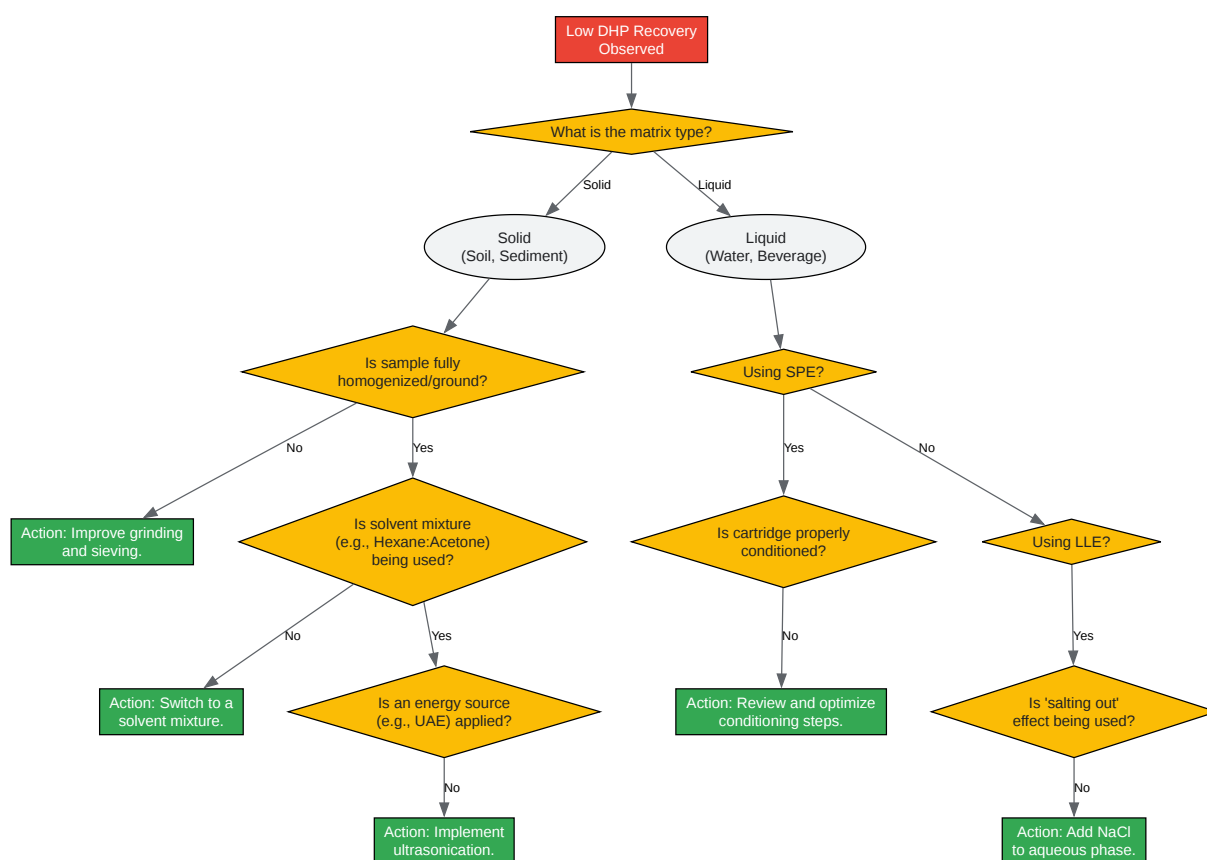 Low DHP Recovery
Observed
What is the matrix type?
Solid
Liquid
Solid
(Soil, Sediment)
Liquid
(Water, Beverage)
Is sample fully
homogenized/ground?
Using SPE?
No
Yes
Yes
No
Action: Improve grinding
and sieving.
Is solvent mixture
(e.g., Hexane:Acetone)
being used?
Is cartridge properly
conditioned?
Using LLE?
No
Yes
No
Yes
Action: Switch to a
solvent mixture.
Is an energy source
(e.g., UAE) applied?
Action: Review and optimize
conditioning steps.
Is 'salting out'
effect being used?
No
No
Action: Implement
ultrasonication.
Action: Add NaCl
to aqueous phase.